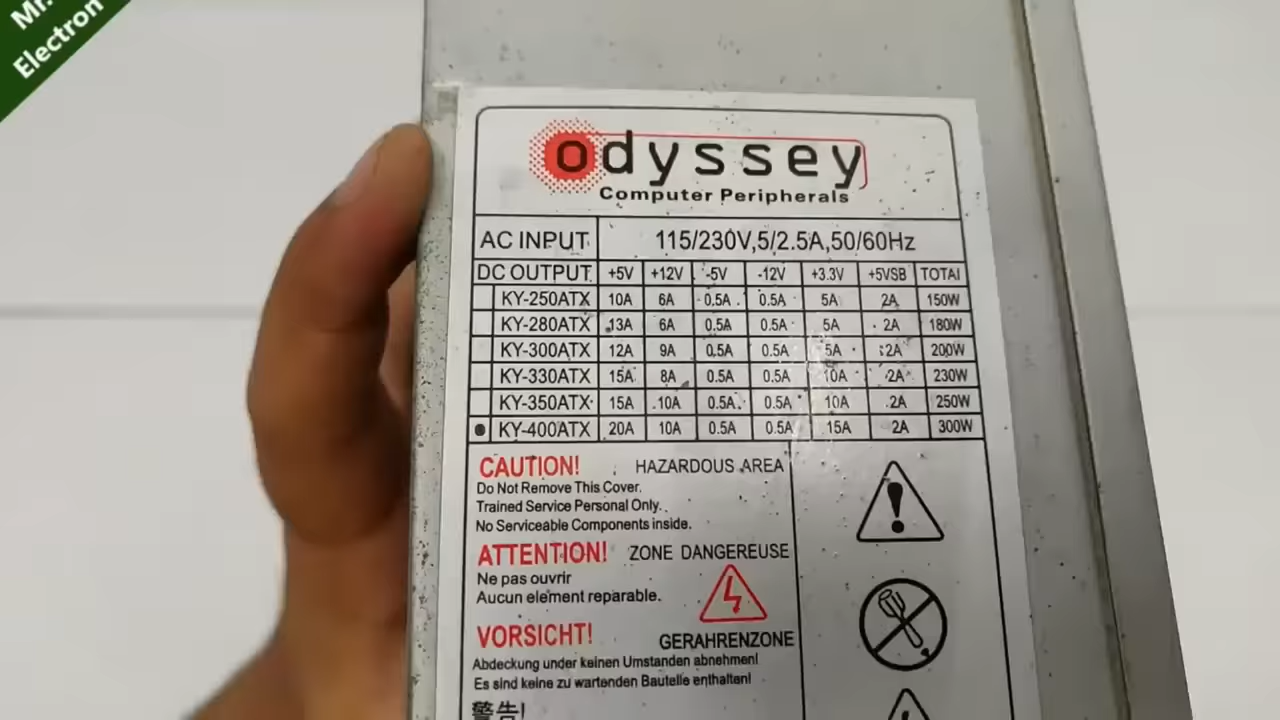 Mr.
Electron
odyssey
Computer Peripherals
AC INPUT 115/230V,5/2.5A,50/60Hz
DC OUTPUT +5V +12V -5V -12V +3.3V +5VSB TOTAl
KY-250ATX 10A 6A 0.5A 0.5A 5A 2A 150W
KY-280ATX 13A 6A 0.5A 0.5A 5A 2A 180W
KY-300ATX 12A 9A 0.5A 0.5A 5A 2A 200W
KY-330ATX 15A 8A 0.5A 0.5A 10A 2A 230W
KY-350ATX 15A 10A 0.5A 0.5A 10A 2A 250W
● KY-400ATX 20A 10A 0.5A 0.5A 15A 2A 300W
CAUTION! HAZARDOUS AREA
Do Not Remove This Cover.
Trained Service Personal Only.
No Serviceable Components inside.
ATTENTION! ZONE DANGEREUSE
Ne pas ouvrir
Aucun element reparable.
VORSICHT! GERAHRENZONE
Abdeckung under keinen Umstanden abnehmen!
Es sind keine zu wartenden Bautelle enthalten!
警告!